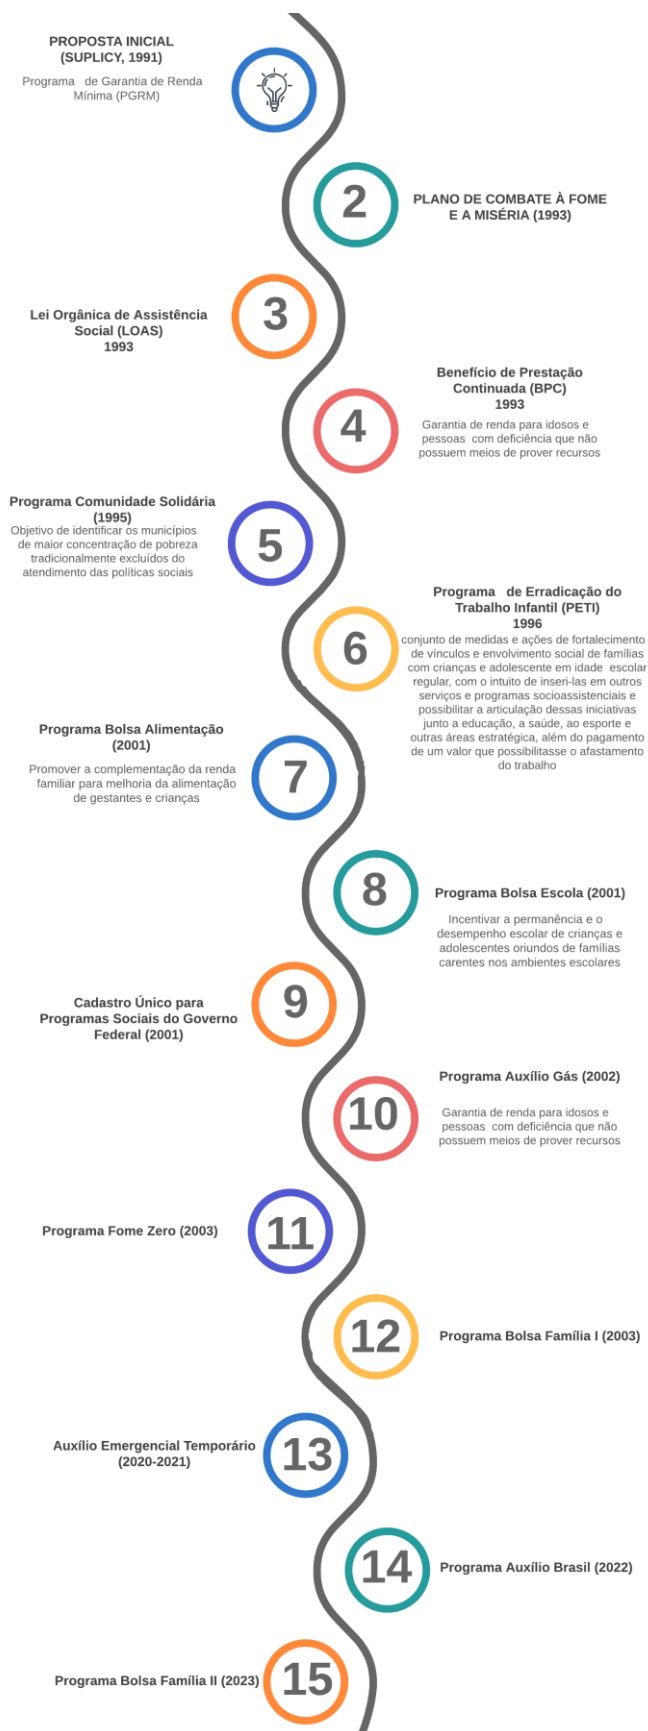 PROPOSTA INICIAL
(SUPLICY, 1991)
Programa de Garantia de Renda
Mínima (PGRM)
2
PLANO DE COMBATE À FOME
E A MISÉRIA (1993)
3
Lei Orgânica de Assistência
Social (LOAS)
1993
Benefício de Prestação
Continuada (BPC)
1993
4
Garantia de renda para idosos e
pessoas com deficiência que não
possuem meios de prover recursos
Programa Comunidade Solidária
(1995)
5
Objetivo de identificar os municípios
de maior concentração de pobreza
tradicionalmente excluídos do
atendimento das políticas sociais
Programa de Erradicação do
Trabalho Infantil (PETI)
1996
6
conjunto de medidas e ações de fortalecimento
de vínculos e envolvimento social de famílias
com crianças e adolescente em idade escolar
regular, com o intuito de inseri-las em outros
serviços e programas socioassistenciais e
possibilitar a articulação dessas iniciativas
junto a educação, a saúde, ao esporte e
outras áreas estratégica, além do pagamento
de um valor que possibilitasse o afastamento
do trabalho
Programa Bolsa Alimentação
(2001)
7
Promover a complementação da renda
familiar para melhoria da alimentação
de gestantes e crianças
8
Programa Bolsa Escola (2001)
Incentivar a permanência e o
desempenho escolar de crianças e
adolescentes oriundos de famílias
carentes nos ambientes escolares
9
Cadastro Único para
Programas Sociais do Governo
Federal (2001)
Programa Auxílio Gás (2002)
10
Garantia de renda para idosos e
pessoas com deficiência que não
possuem meios de prover recursos
Programa Fome Zero (2003)
11
12
Programa Bolsa Família I (2003)
Auxílio Emergencial Temporário
(2020-2021)
13
14
Programa Auxílio Brasil (2022)
Programa Bolsa Família II (2023)
15